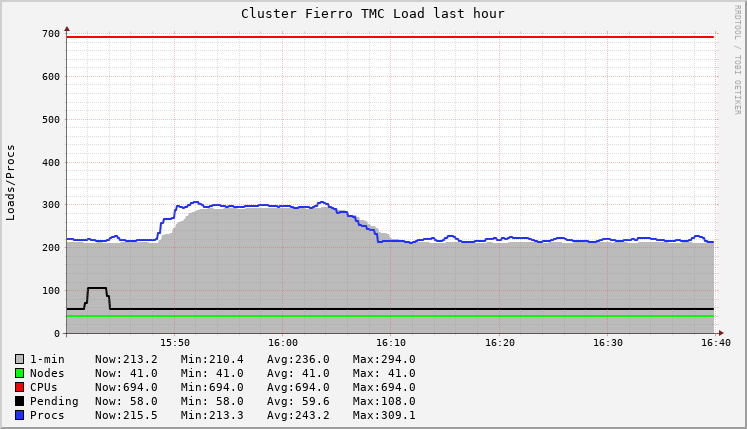 Cluster Fierro TMC Load last hour
RRDTOOL / TOBI OETIKER
Loads/Procs
700
600
500
400
300
200
100
0
15:50 16:00 16:10 16:20 16:30 16:40
1-min Now:213.2 Min:210.4 Avg:236.0 Max:294.0
Nodes Now: 41.0 Min: 41.0 Avg: 41.0 Max: 41.0
CPUs Now:694.0 Min:694.0 Avg:694.0 Max:694.0
Pending Now: 58.0 Min: 58.0 Avg: 59.6 Max:108.0
Procs Now:215.5 Min:213.3 Avg:243.2 Max:309.1